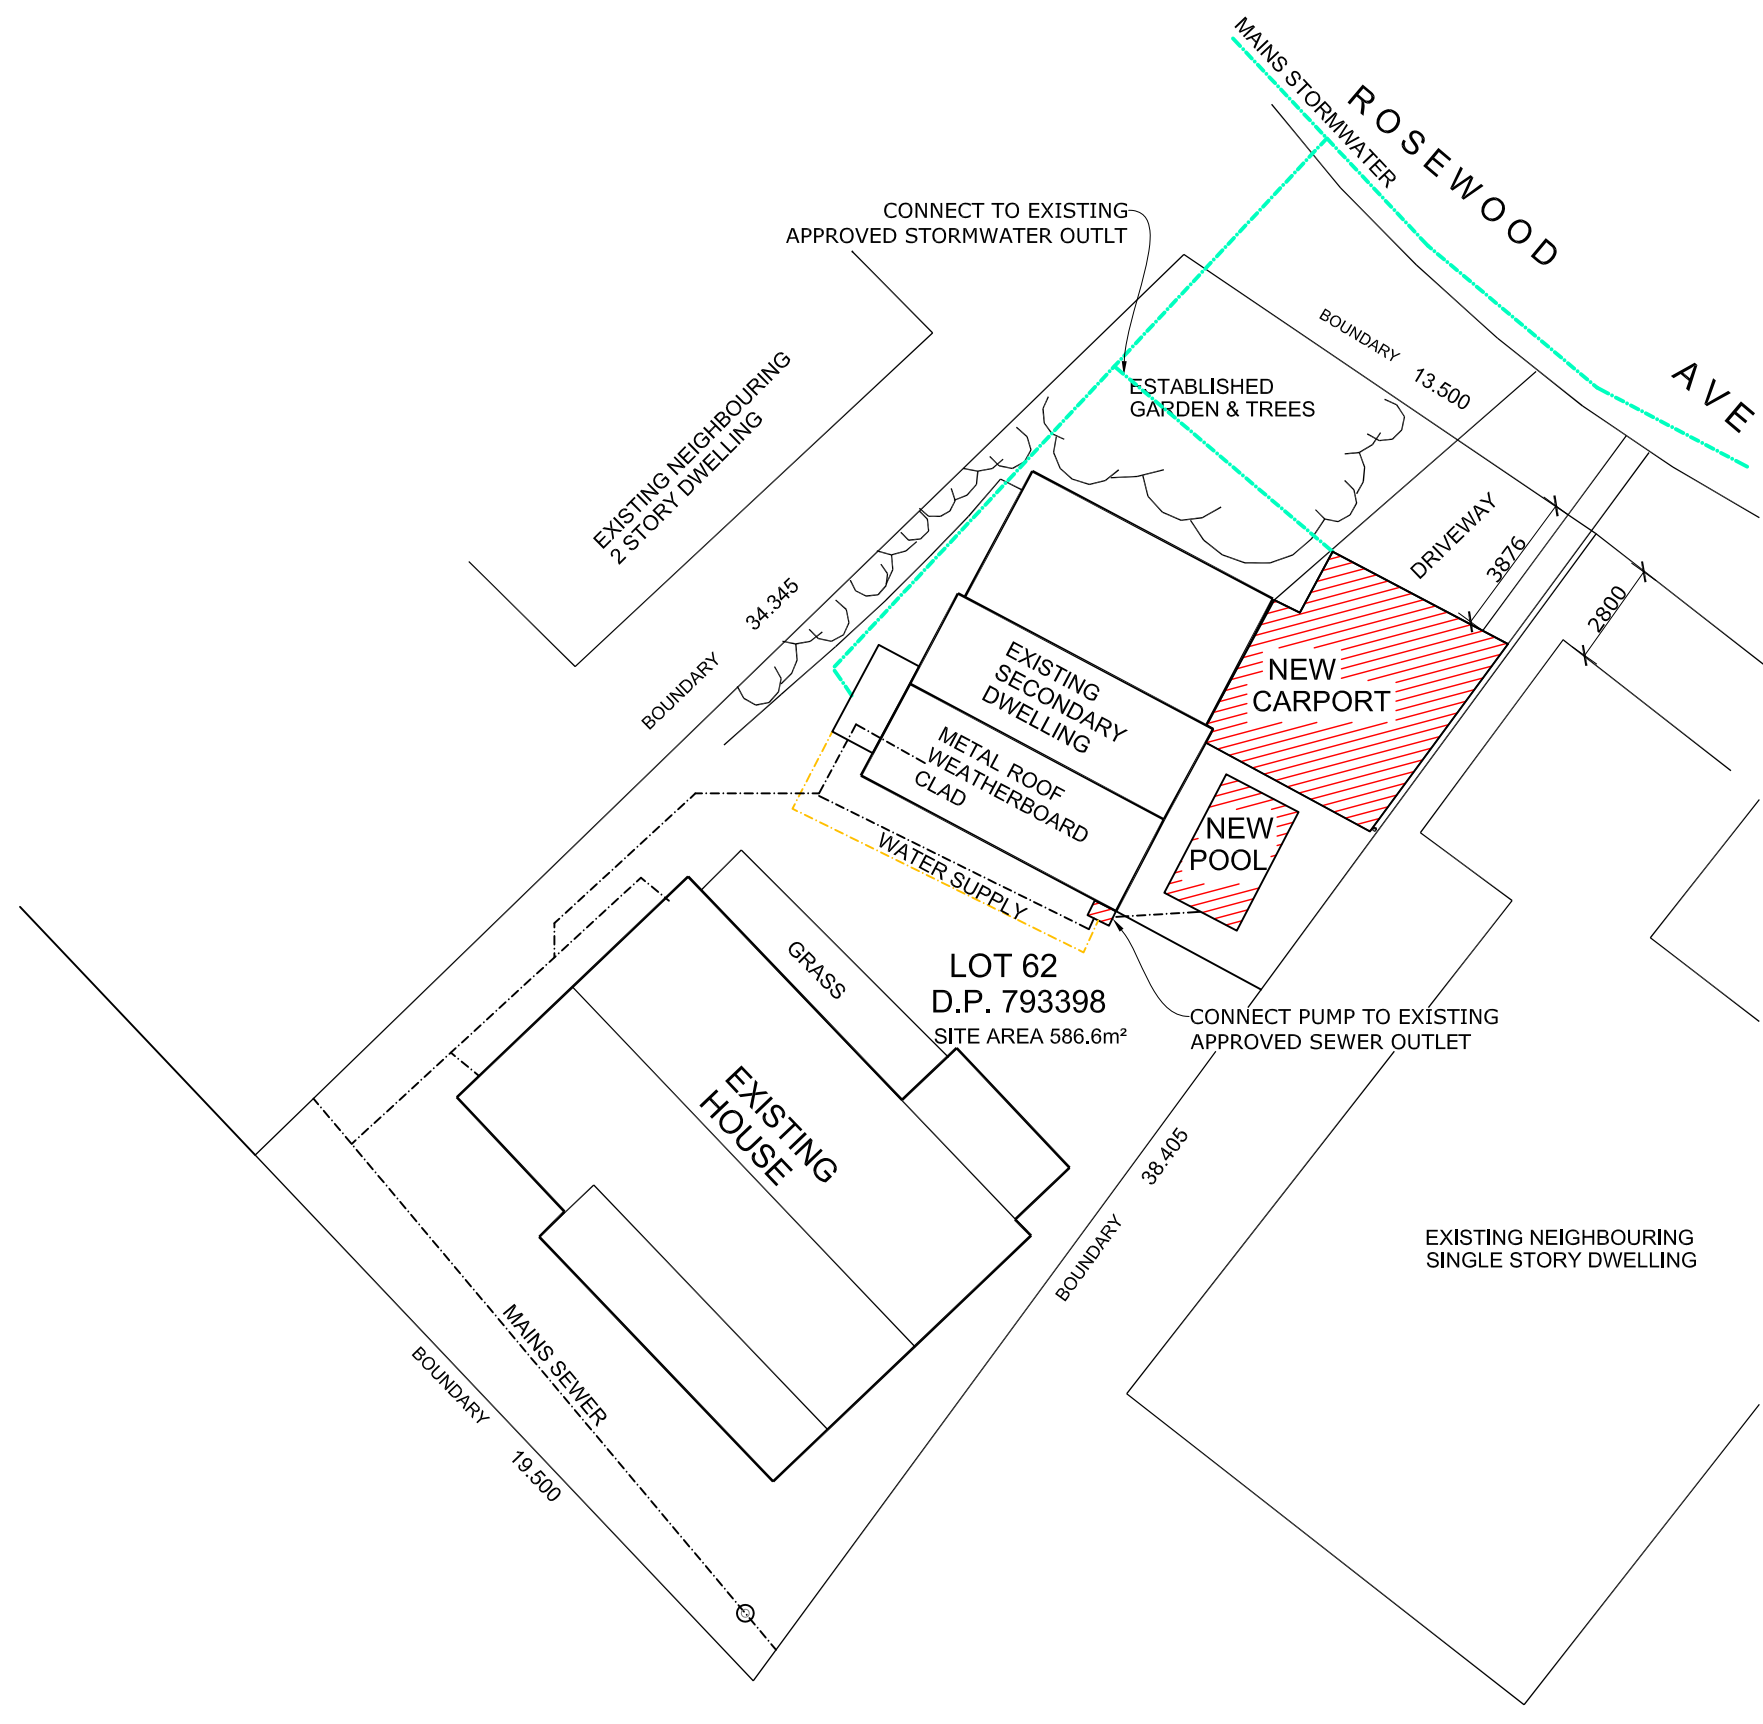 MAINS STORMWATER
ROSEWOOD
AVE
CONNECT TO EXISTING
APPROVED STORMWATER OUTLT
BOUNDARY 13.500
ESTABLISHED
GARDEN & TREES
EXISTING NEIGHBOURING
2 STORY DWELLING
DRIVEWAY
3876
2800
BOUNDARY 34.345
EXISTING
SECONDARY
DWELLING
NEW
CARPORT
METAL ROOF
WEATHERBOARD
CLAD
NEW
POOL
WATER SUPPLY
GRASS
LOT 62
D.P. 793398
SITE AREA 586.6m²
CONNECT PUMP TO EXISTING
APPROVED SEWER OUTLET
EXISTING
HOUSE
BOUNDARY 38.405
EXISTING NEIGHBOURING
SINGLE STORY DWELLING
MAINS SEWER
BOUNDARY 19.500